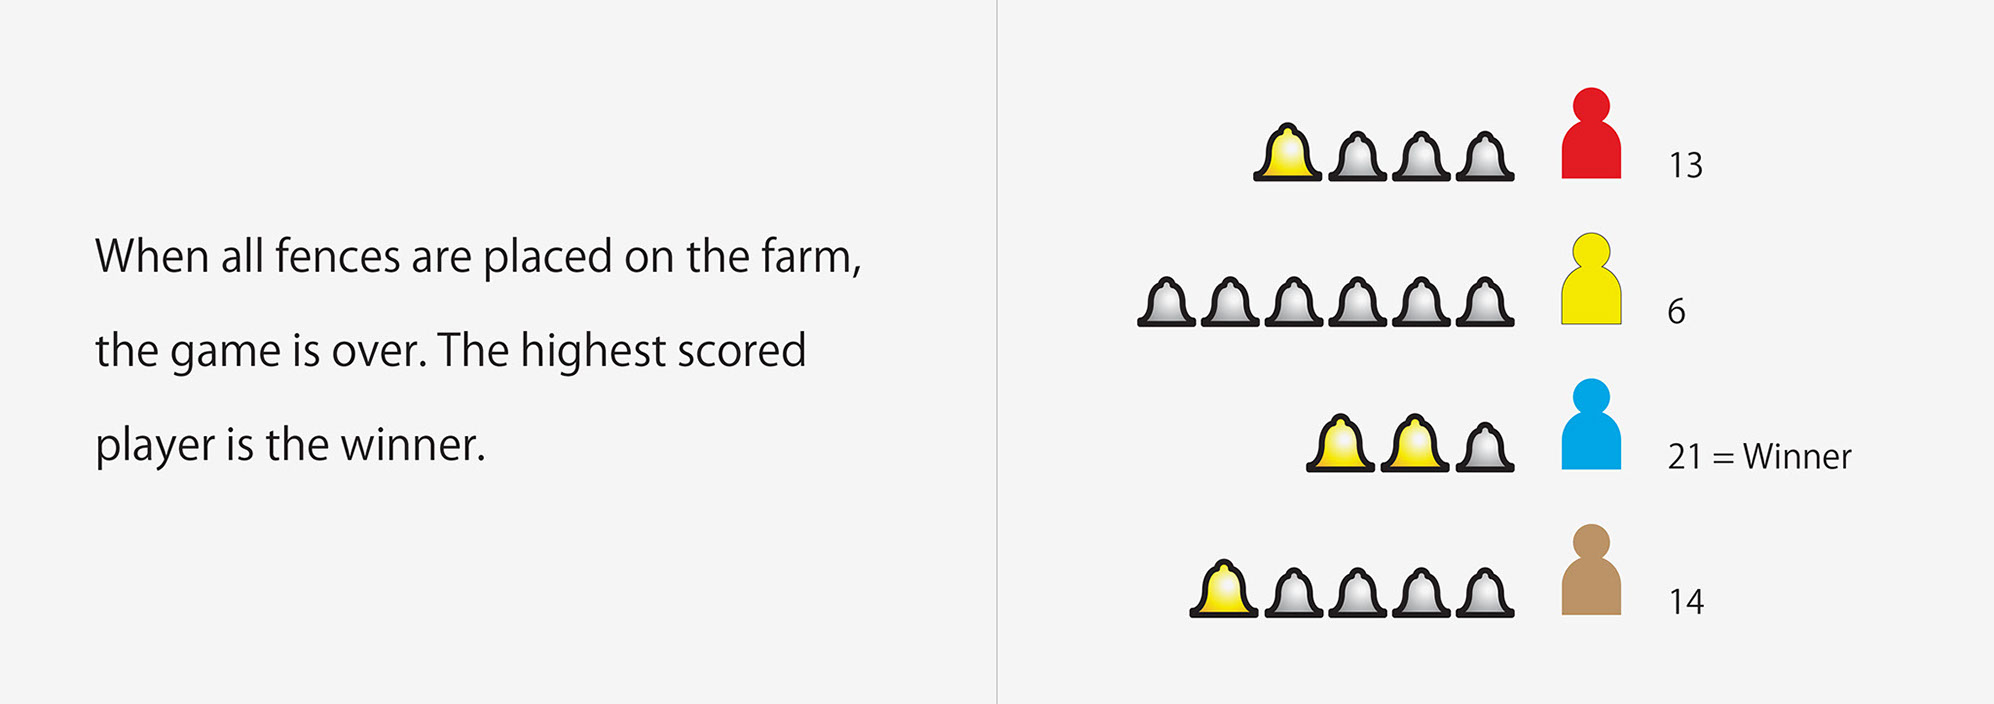 When all fences are placed on the farm,
the game is over. The highest scored
player is the winner.
13
6
21 = Winner
14